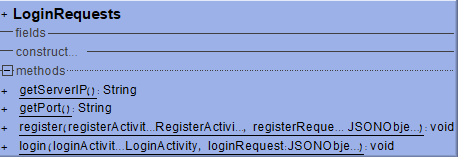 + LoginRequests
fields
construct...
methods
+ getServerIP(): String
+ getPort(): String
+ register(registerActivit...RegisterActivi..., registerReque... JSONObje...): void
+ login(loginActivit...LoginActivity, loginRequest:JSONObje...): void